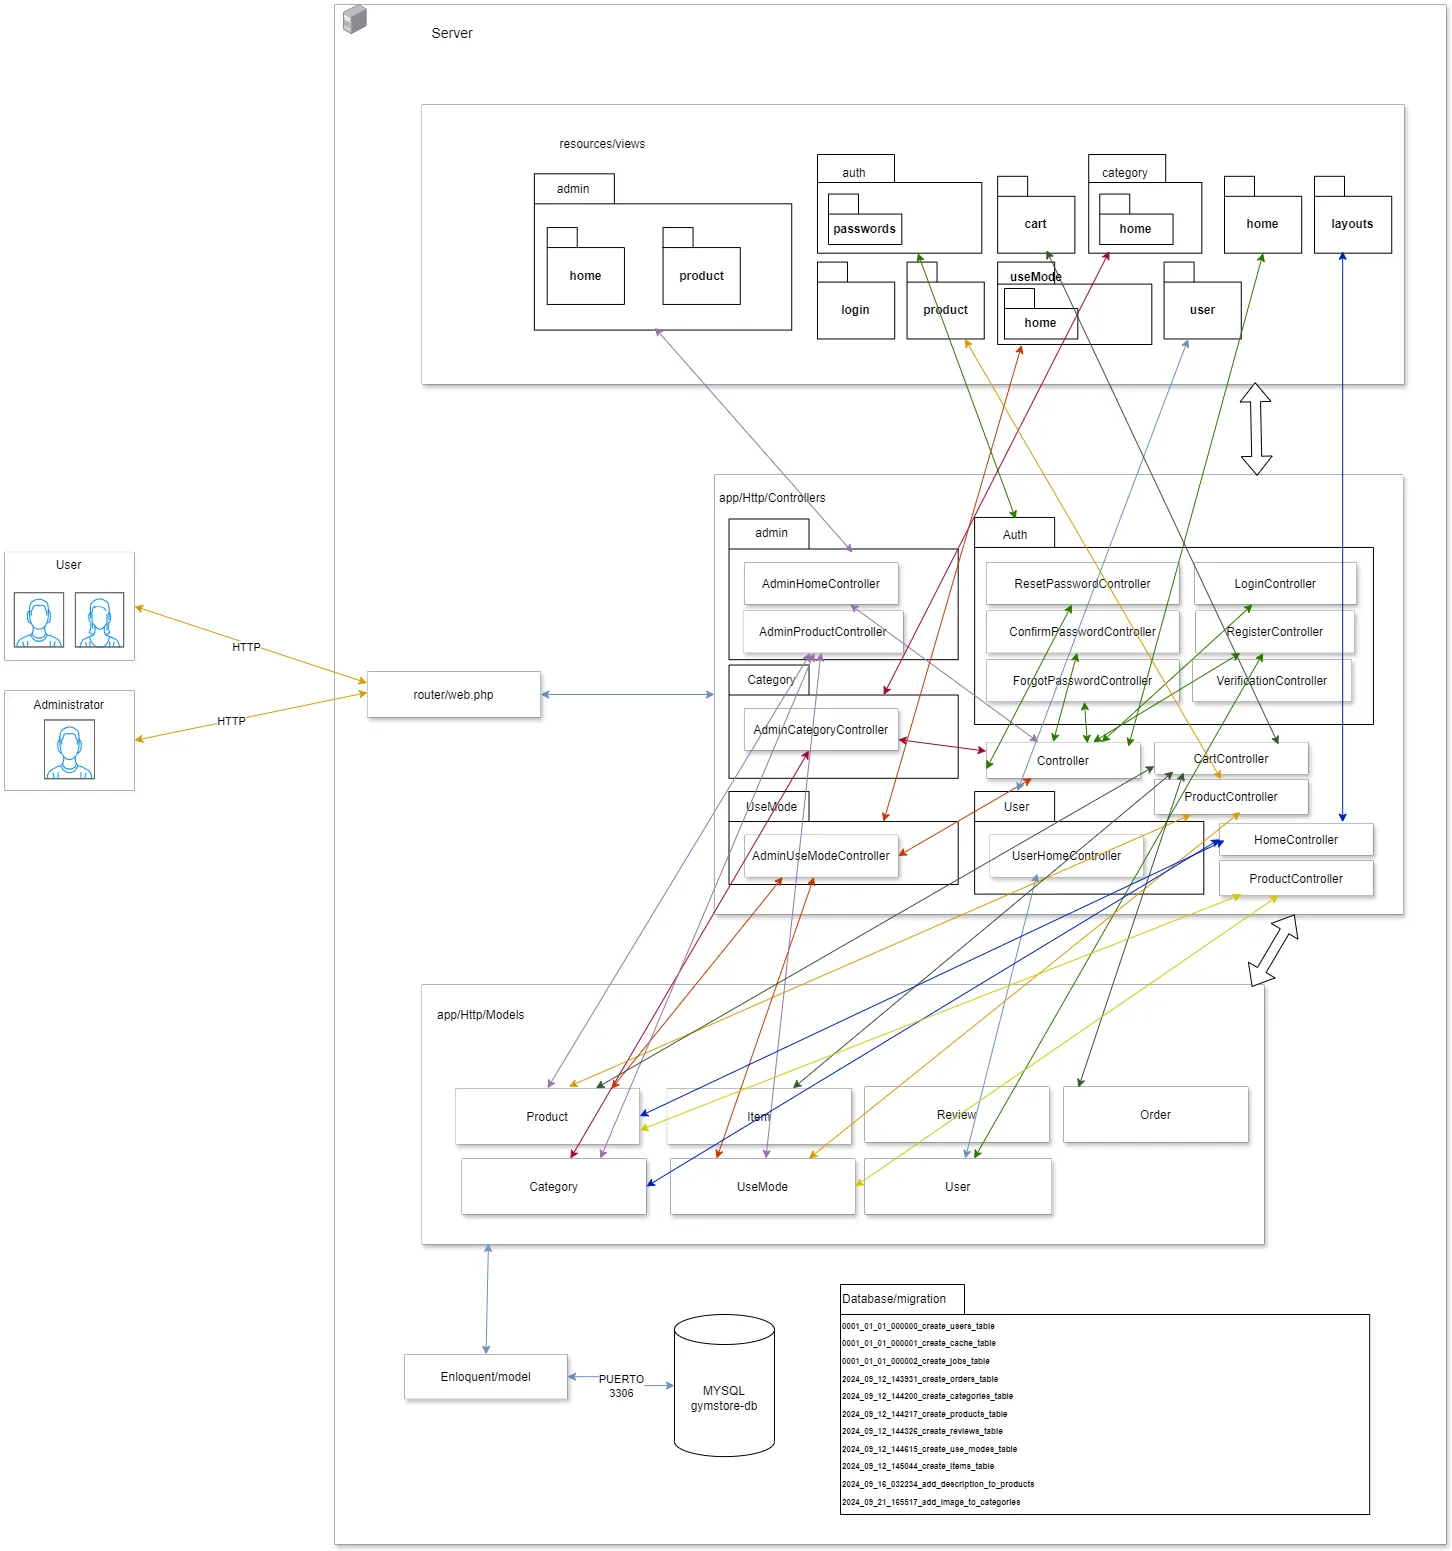 Server
resources/views
admin
home
product
auth
passwords
cart
category
home
home
layouts
login
product
useMode
home
user
app/Http/Controllers
admin
AdminHomeController
AdminProductController
Category
AdminCategoryController
UseMode
AdminUseModeController
Auth
ResetPasswordController
LoginController
ConfirmPasswordController
RegisterController
ForgotPasswordController
VerificationController
Controller
CartController
ProductController
User
UserHomeController
HomeController
ProductController
User
HTTP
router/web.php
Administrator
HTTP
app/Http/Models
Product
Item
Review
Order
Category
UseMode
User
Enloquent/model
PUERTO
3306
MYSQL
gymstore-db
Database/migration
0001_01_01_000000_create_users_table
0001_01_01_000001_create_cache_table
0001_01_01_000002_create_jobs_table
2024_09_12_143931_create_orders_table
2024_09_12_144200_create_categories_table
2024_09_12_144217_create_products_table
2024_09_12_144326_create_reviews_table
2024_09_12_144615_create_use_modes_table
2024_09_12_145044_create_items_table
2024_09_16_032234_add_description_to_products
2024_09_21_165517_add_image_to_categories